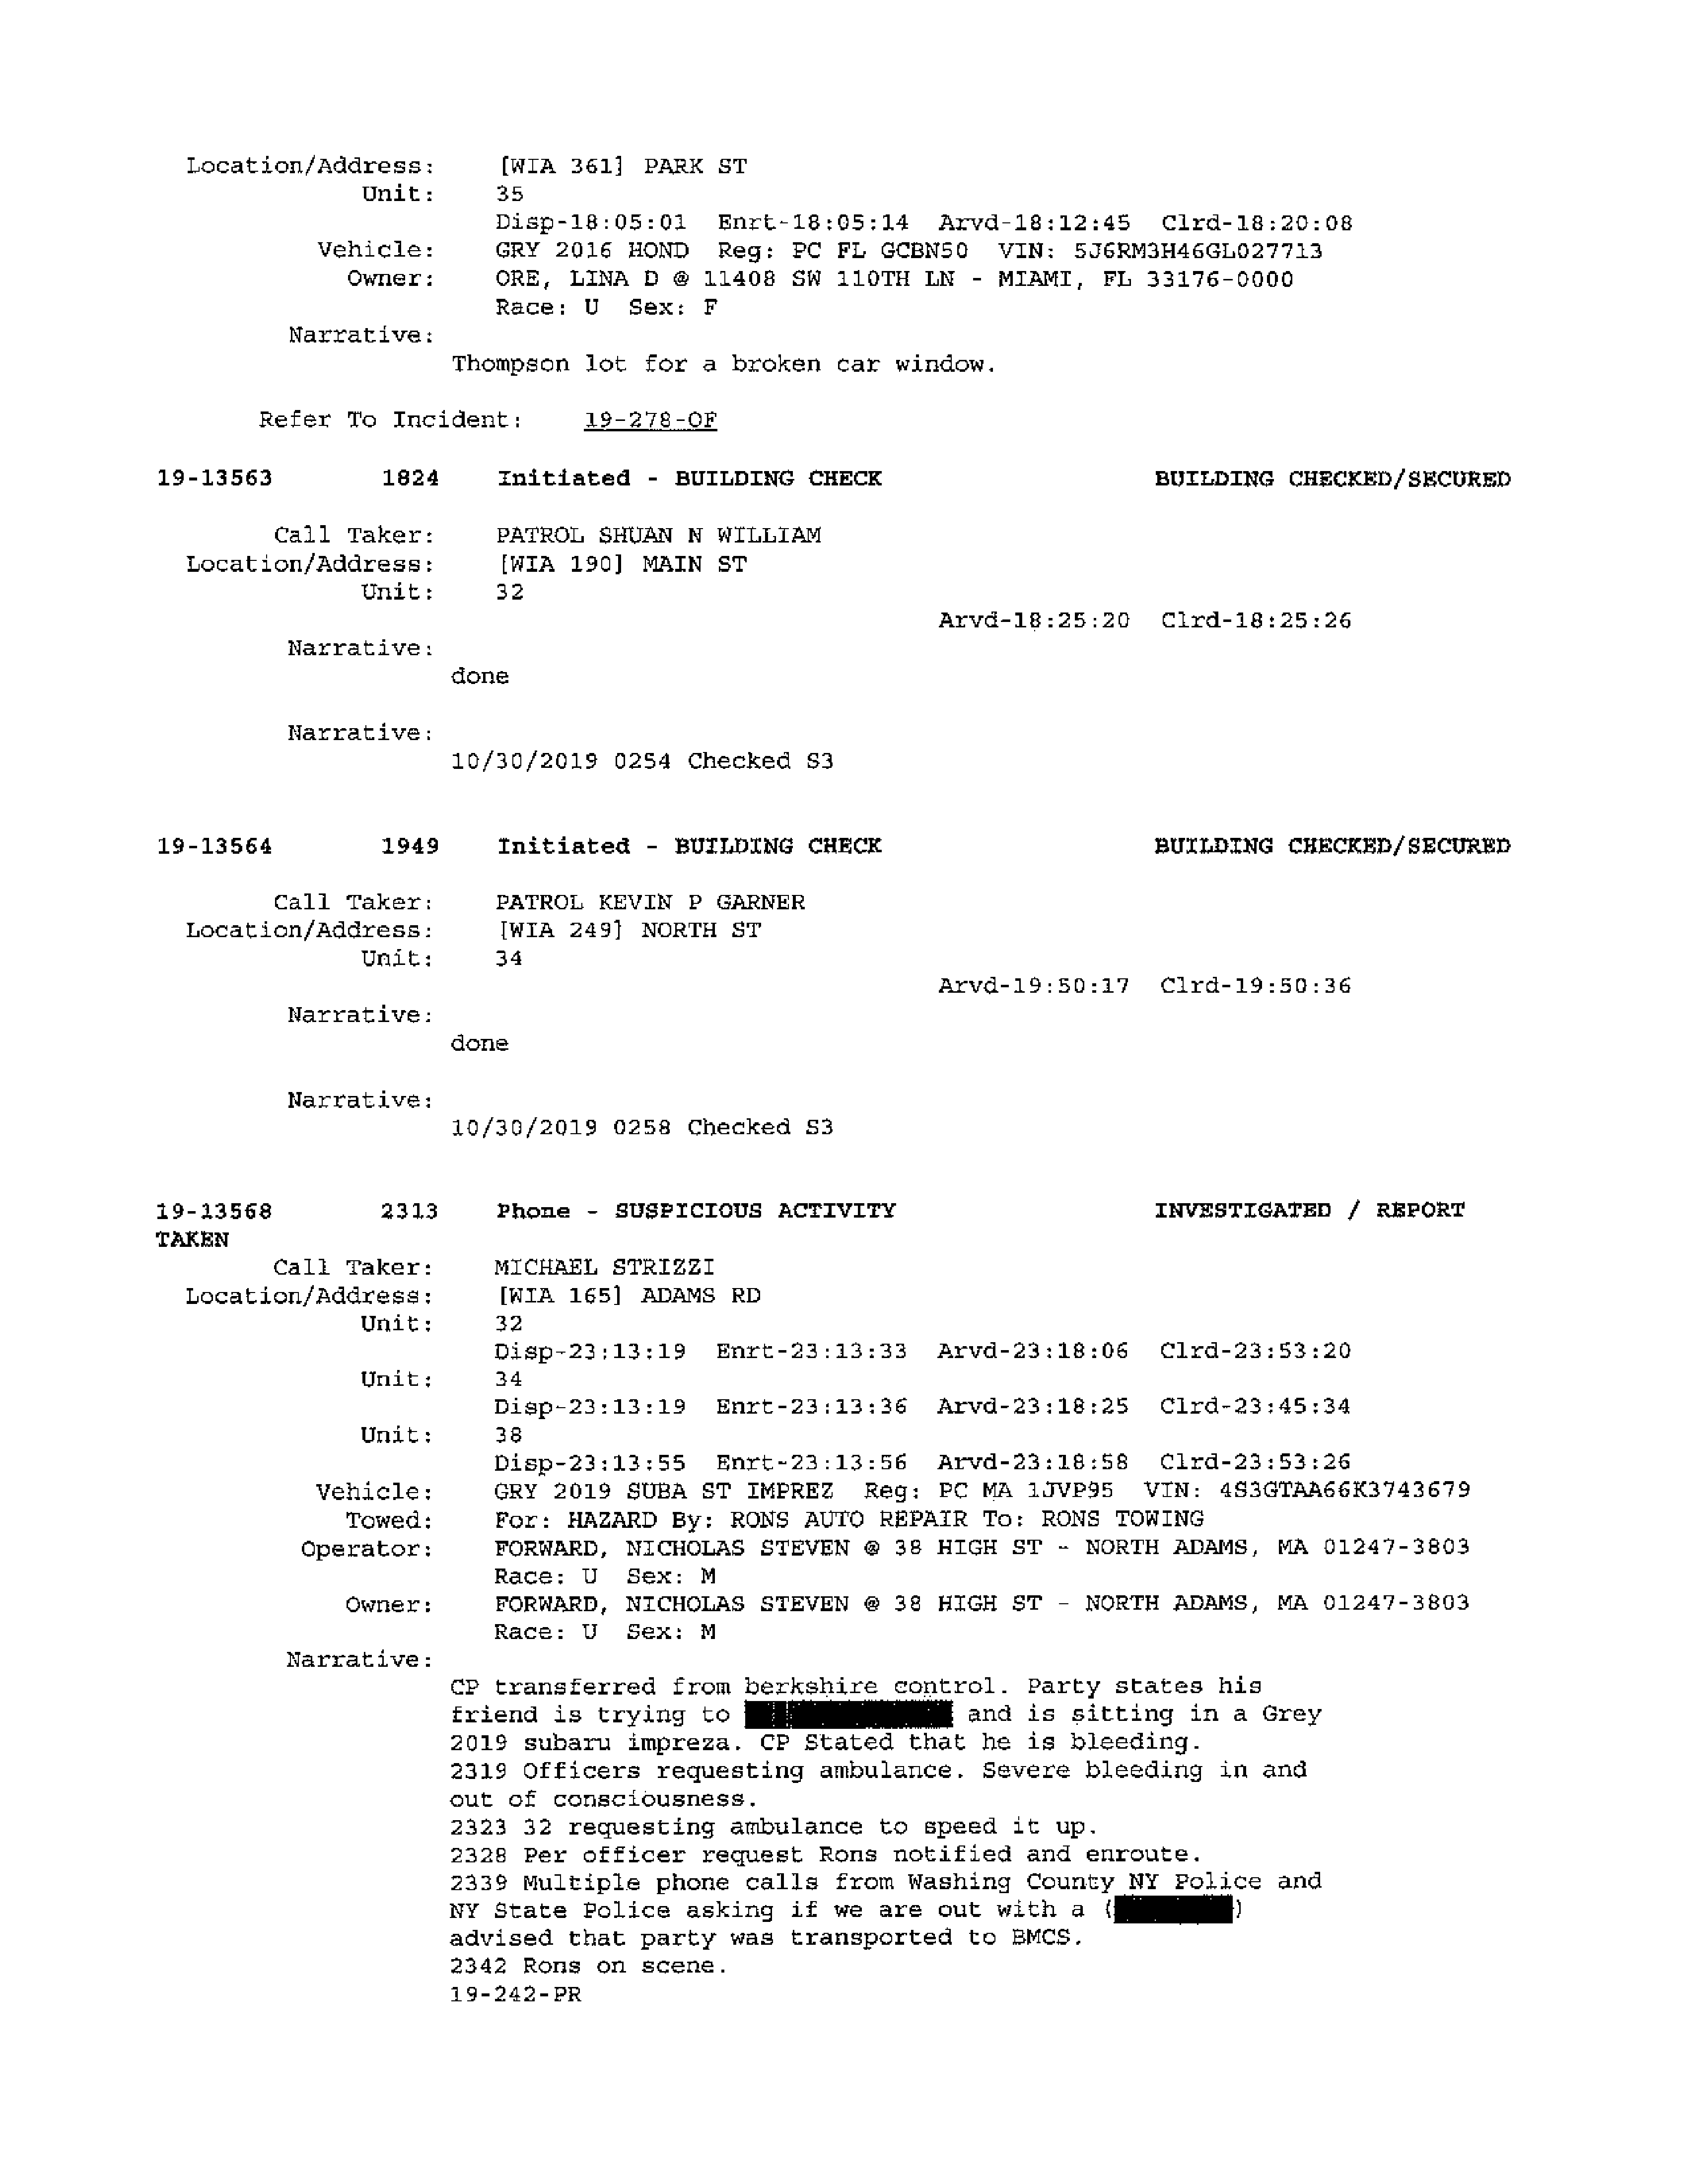 Location/Address: [WIA 361] PARK ST
Unit: 35
Disp-18:05:01 Enrt-18:05:14 Arvd-18:12:45 Clrd-18:20:08
Vehicle: GRY 2016 HOND Reg: PC FL GCBN50 VIN: 5J6RM3H46GL027713
Owner: ORE, LINA D @ 11408 SW 110TH LN - MIAMI, FL 33176-0000
Race: U Sex: F
Narrative:
Thompson lot for a broken car window.
Refer To Incident: 19-278-OF
19-13563 1824 Initiated - BUILDING CHECK BUILDING CHECKED/SECURED
Call Taker: PATROL SHUAN N WILLIAM
Location/Address: [WIA 190] MAIN ST
Unit: 32
Arvd-18:25:20 Clrd-18:25:26
Narrative:
done
Narrative:
10/30/2019 0254 Checked S3
19-13564 1949 Initiated - BUILDING CHECK BUILDING CHECKED/SECURED
Call Taker: PATROL KEVIN P GARNER
Location/Address: [WIA 249] NORTH ST
Unit: 34
Arvd-19:50:17 Clrd-19:50:36
Narrative:
done
Narrative:
10/30/2019 0258 Checked S3
19-13568 2313 Phone - SUSPICIOUS ACTIVITY INVESTIGATED / REPORT
TAKEN
Call Taker: MICHAEL STRIZZI
Location/Address: [WIA 165] ADAMS RD
Unit: 32
Disp-23:13:19 Enrt-23:13:33 Arvd-23:18:06 Clrd-23:53:20
Unit: 34
Disp-23:13:19 Enrt-23:13:36 Arvd-23:18:25 Clrd-23:45:34
Unit: 38
Disp-23:13:55 Enrt-23:13:56 Arvd-23:18:58 Clrd-23:53:26
Vehicle: GRY 2019 SUBA ST IMPREZ Reg: PC MA 1JVP95 VIN: 4S3GTAA66K3743679
Towed: For: HAZARD By: RONS AUTO REPAIR To: RONS TOWING
Operator: FORWARD, NICHOLAS STEVEN @ 38 HIGH ST - NORTH ADAMS, MA 01247-3803
Race: U Sex: M
Owner: FORWARD, NICHOLAS STEVEN @ 38 HIGH ST - NORTH ADAMS, MA 01247-3803
Race: U Sex: M
Narrative:
CP transferred from berkshire control. Party states his
friend is trying to and is sitting in a Grey
2019 subaru impreza. CP Stated that he is bleeding.
2319 Officers requesting ambulance. Severe bleeding in and
out of consciousness.
2323 32 requesting ambulance to speed it up.
2328 Per officer request Rons notified and enroute.
2339 Multiple phone calls from Washing County NY Police and
NY State Police asking if we are out with a ( )
advised that party was transported to BMCS.
2342 Rons on scene.
19-242-PR